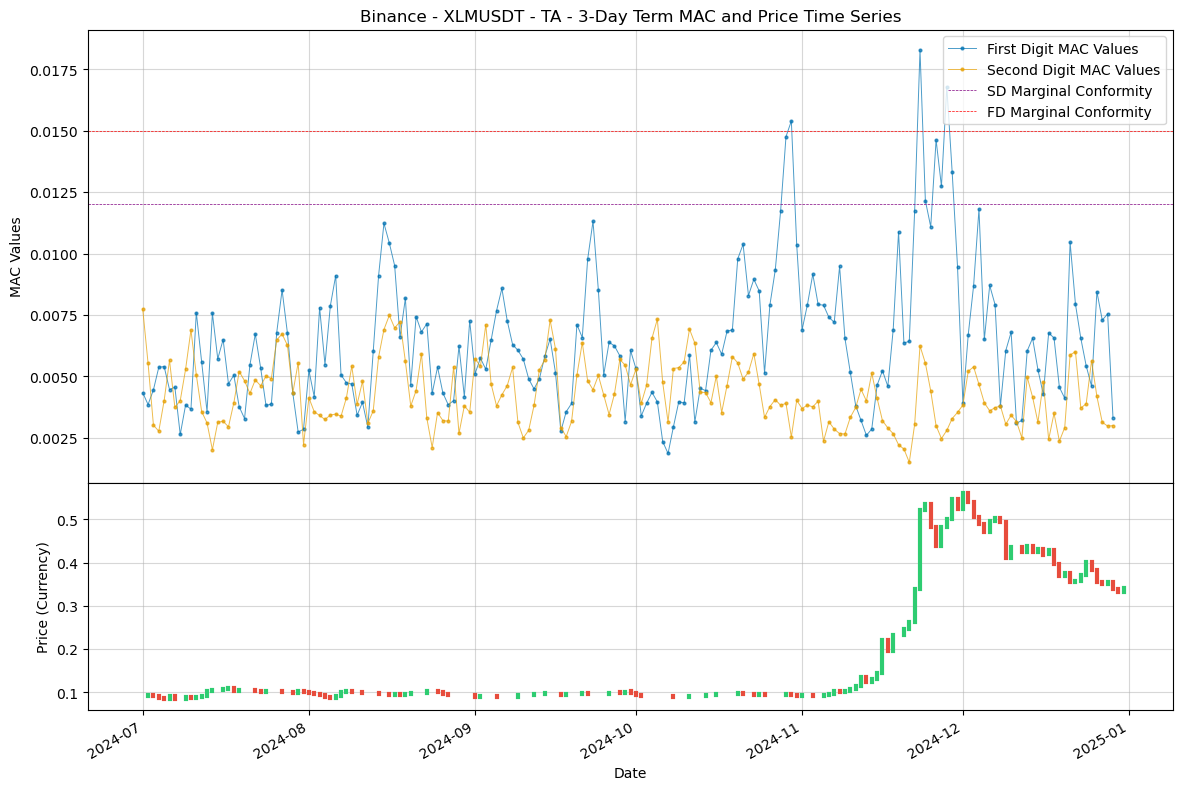 Binance - XLMUSDT - TA - 3-Day Term MAC and Price Time Series
First Digit MAC Values
Second Digit MAC Values
SD Marginal Conformity
FD Marginal Conformity
MAC Values
0.0175
0.0150
0.0125
0.0100
0.0075
0.0050
0.0025
Price (Currency)
0.5
0.4
0.3
0.2
0.1
2024-07
2024-08
2024-09
2024-10
2024-11
2024-12
2025-01
Date